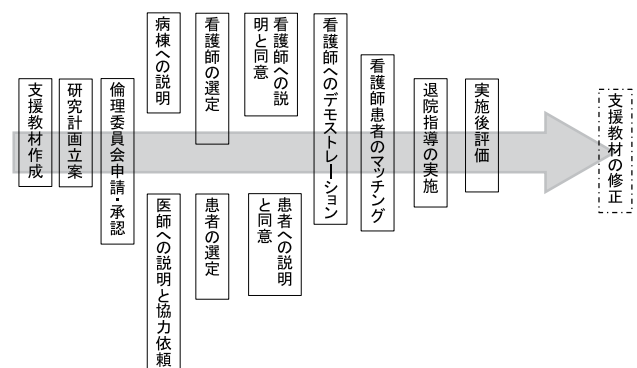 支援教材作成
研究計画立案
倫理委員会申請・承認
病棟への説明
医師への説明と協力依頼
看護師の選定
患者の選定
看護師への説
明と同意
患者への説明
と同意
看護師へのデモストレーション
看護師患者のマッチング
退院指導の実施
実施後評価
支援教材の修正